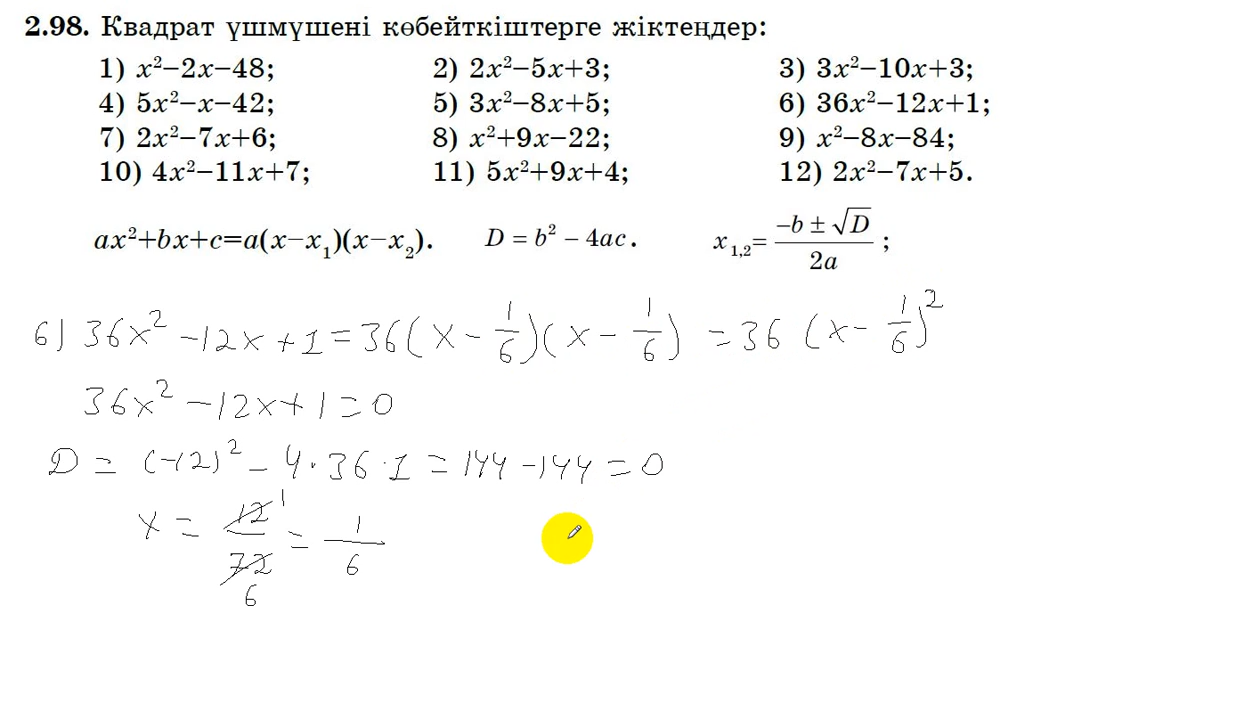 2.98. Квадрат үшмүшені көбейткіштерге жіктеңдер:
1) x²−2x−48; 2) 2x²−5x+3; 3) 3x²−10x+3;
4) 5x²−x−42; 5) 3x²−8x+5; 6) 36x²−12x+1;
7) 2x²−7x+6; 8) x²+9x−22; 9) x²−8x−84;
10) 4x²−11x+7; 11) 5x²+9x+4; 12) 2x²−7x+5.
ax²+bx+c=a(x−x₁)(x−x₂). D = b² − 4ac. x₁,₂= (−b ± √D)/2a ;
6) 36x² −12x +1 = 36(x − 1/6)(x − 1/6) = 36 (x − 1/6)²
36x² −12x+1=0
D = (−12)² − 4·36·1 = 144 −144 = 0
x = 12/72 = 1/6
1
6